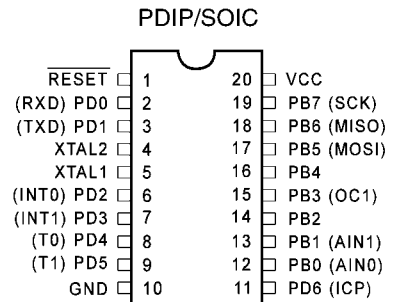 PDIP/SOIC
RESET 1 20 VCC
(RXD) PD0 2 19 PB7 (SCK)
(TXD) PD1 3 18 PB6 (MISO)
XTAL2 4 17 PB5 (MOSI)
XTAL1 5 16 PB4
(INT0) PD2 6 15 PB3 (OC1)
(INT1) PD3 7 14 PB2
(T0) PD4 8 13 PB1 (AIN1)
(T1) PD5 9 12 PB0 (AIN0)
GND 10 11 PD6 (ICP)